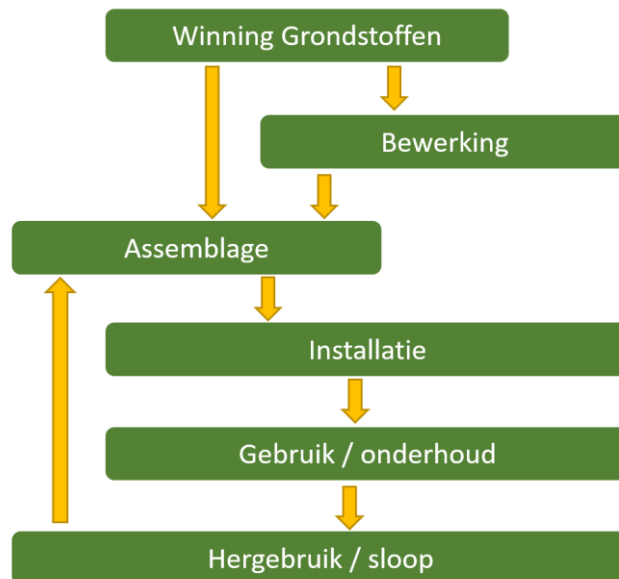 Winning Grondstoffen
Bewerking
Assemblage
Installatie
Gebruik / onderhoud
Hergebruik / sloop